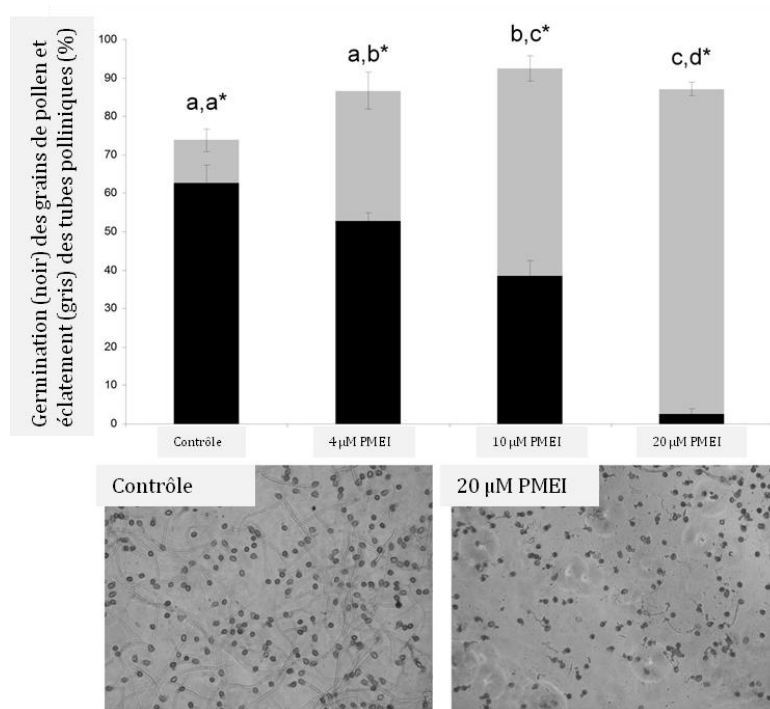 Germination (noir) des grains de pollen et
éclatement (gris) des tubes polliniques (%)
100
90
80
70
60
50
40
30
20
10
0
a,a*
a,b*
b,c*
c,d*
Contrôle
4 µM PMEI
10 µM PMEI
20 µM PMEI
Contrôle
20 µM PMEI